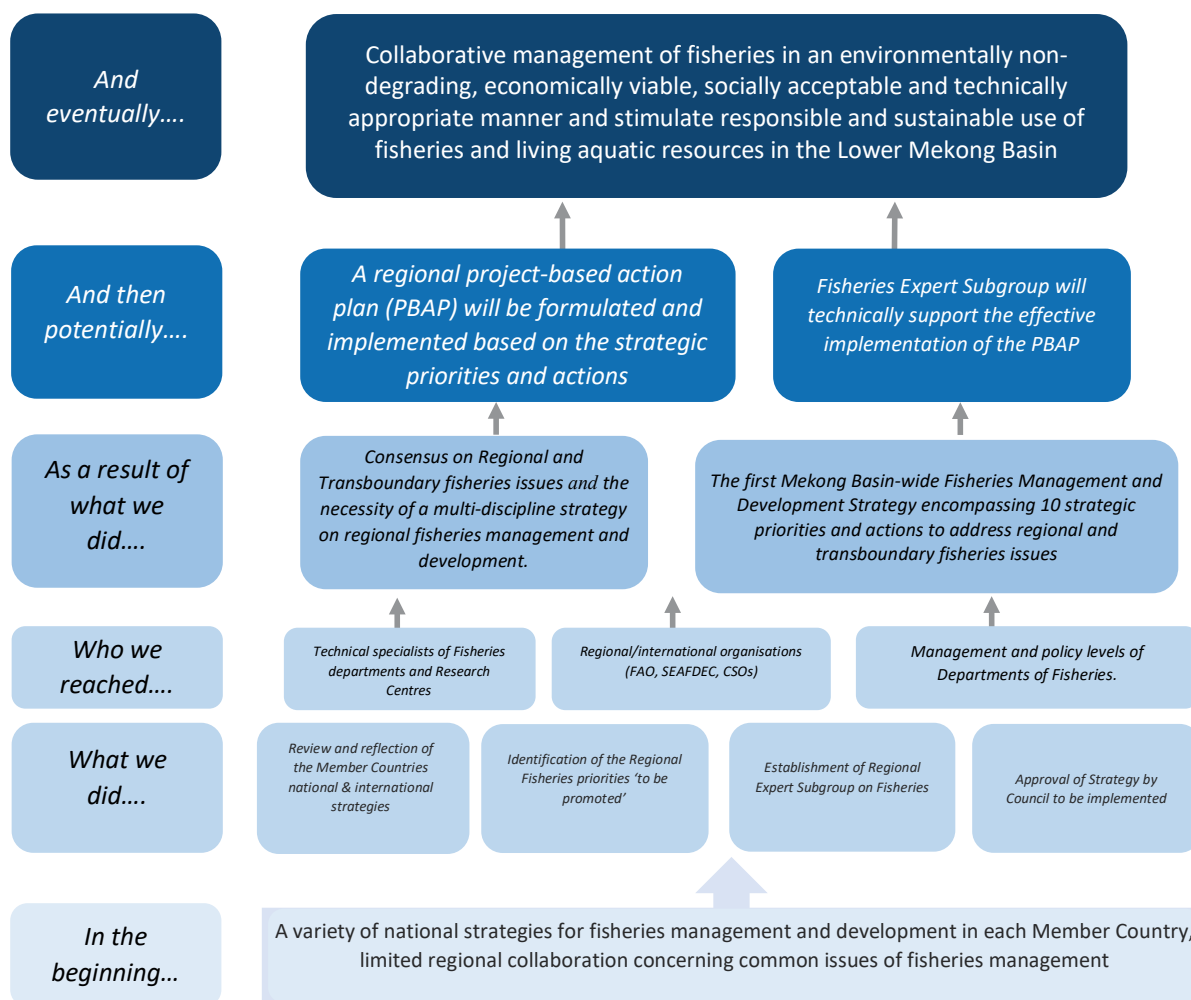 And
eventually….
Collaborative management of fisheries in an environmentally non-
degrading, economically viable, socially acceptable and technically
appropriate manner and stimulate responsible and sustainable use of
fisheries and living aquatic resources in the Lower Mekong Basin
And then
potentially….
A regional project-based action
plan (PBAP) will be formulated and
implemented based on the strategic
priorities and actions
Fisheries Expert Subgroup will
technically support the effective
implementation of the PBAP
As a result of
what we
did….
Consensus on Regional and
Transboundary fisheries issues and the
necessity of a multi-discipline strategy
on regional fisheries management and
development.
The first Mekong Basin-wide Fisheries Management and
Development Strategy encompassing 10 strategic
priorities and actions to address regional and
transboundary fisheries issues
Who we
reached….
Technical specialists of Fisheries
departments and Research
Centres
Regional/international organisations
(FAO, SEAFDEC, CSOs)
Management and policy levels of
Departments of Fisheries.
What we
did….
Review and reflection of
the Member Countries
national & international
strategies
Identification of the Regional
Fisheries priorities ‘to be
promoted’
Establishment of Regional
Expert Subgroup on Fisheries
Approval of Strategy by
Council to be implemented
In the
beginning…
A variety of national strategies for fisheries management and development in each Member Country,
limited regional collaboration concerning common issues of fisheries management